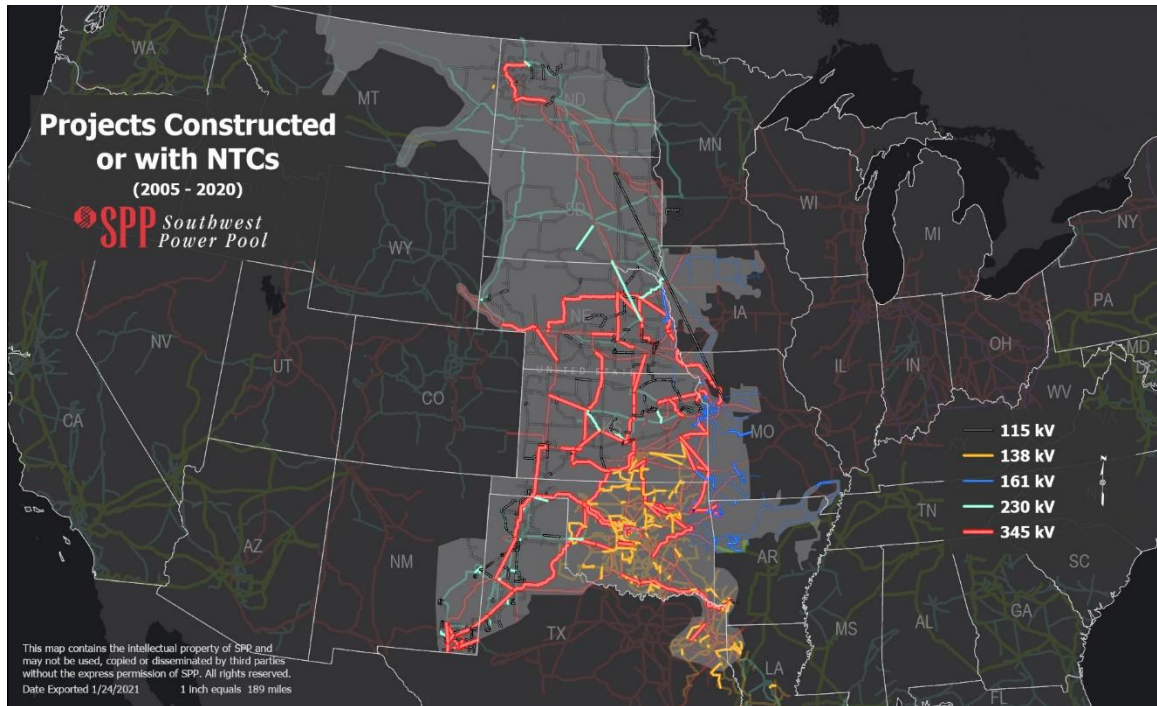 Projects Constructed
or with NTCs
(2005 - 2020)
SPP Southwest
Power Pool
WA
MT
ND
MN
SD
WI
MI
NY
WY
NE
IA
PA
NV
UT
CO
UNITED STA
IL
IN
OH
MD
DC
WV
CA
MO
AZ
NM
AR
TN
SC
TX
MS
AL
GA
LA
FL
115 kV
138 kV
161 kV
230 kV
345 kV
N
This map contains the intellectual property of SPP and
may not be used, copied or disseminated by third parties
without the express permission of SPP. All rights reserved.
Date Exported 1/24/2021 1 inch equals 189 miles